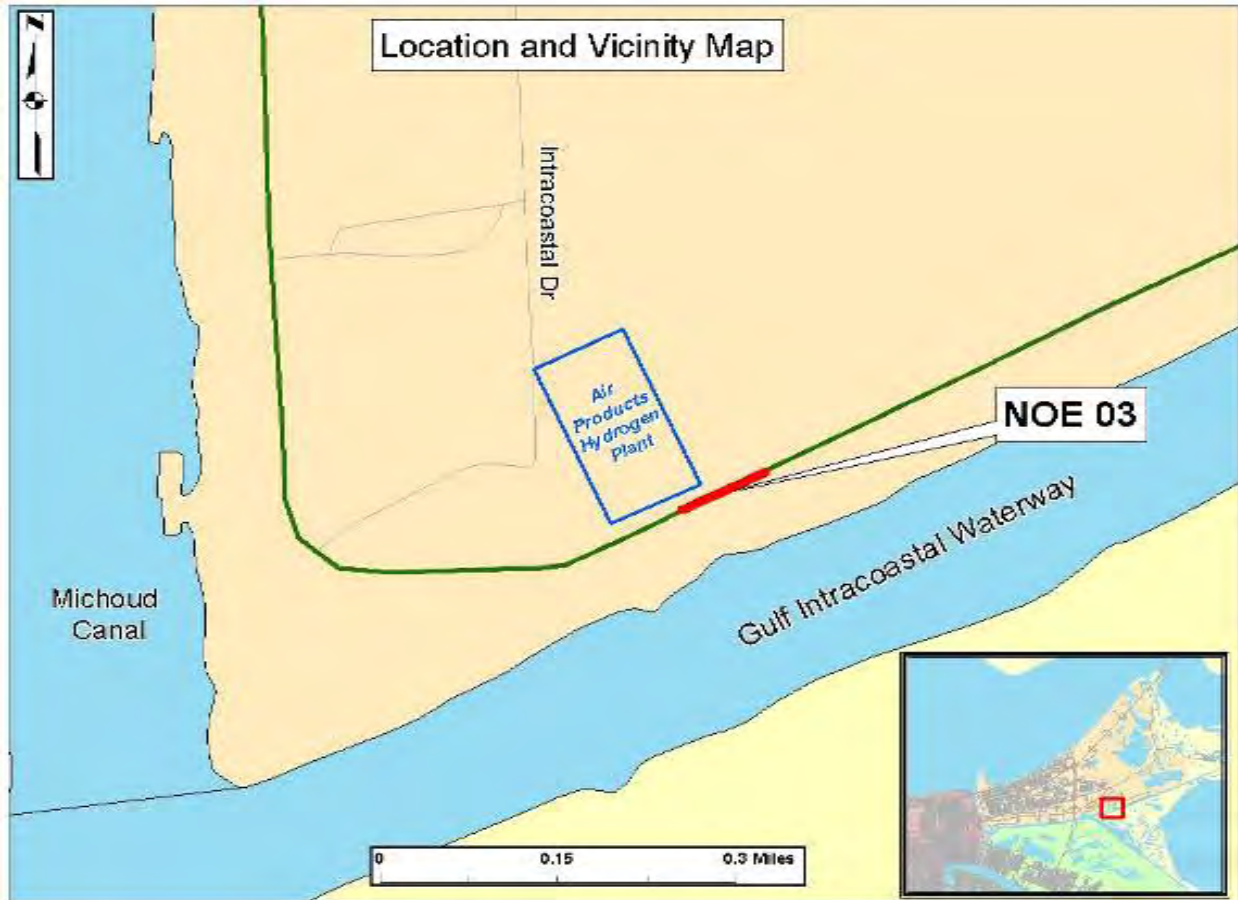 N
Location and Vicinity Map
Intracoastal Dr
Air
Products
Hydrogen
Plant
NOE 03
Gulf Intracoastal Waterway
Michoud
Canal
0 0.15 0.3 Miles